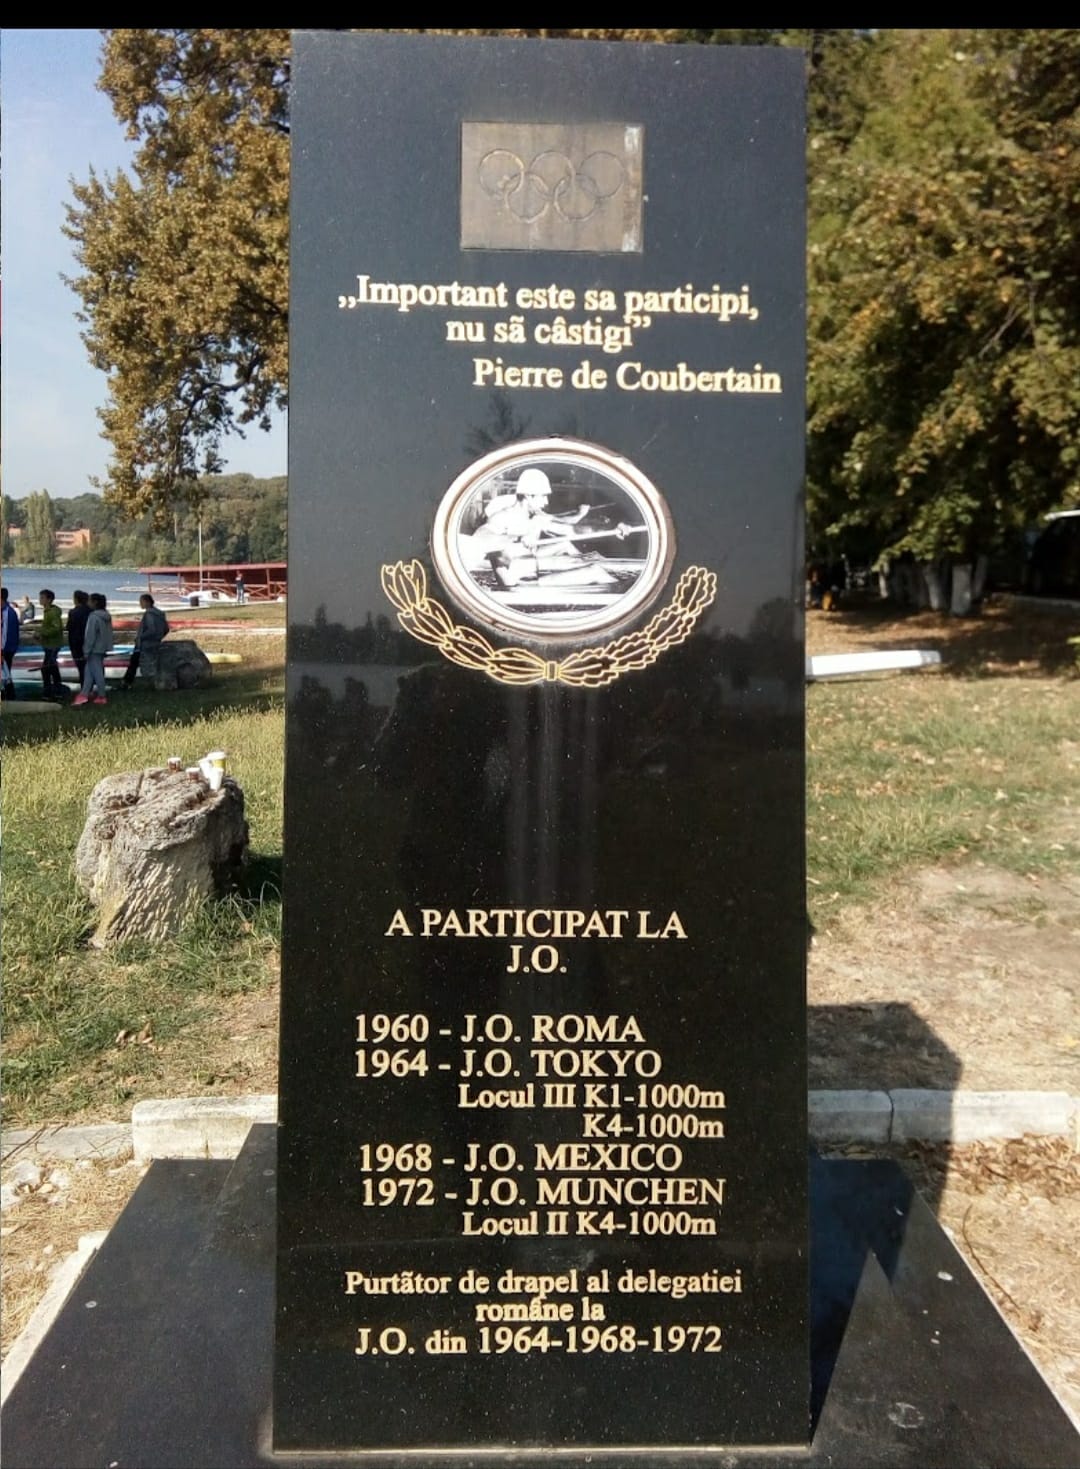 „Important este sa participi,
nu sã câstigi”
Pierre de Coubertain
A PARTICIPAT LA
J.O.
1960 - J.O. ROMA
1964 - J.O. TOKYO
Locul III K1-1000m
K4-1000m
1968 - J.O. MEXICO
1972 - J.O. MUNCHEN
Locul II K4-1000m
Purtãtor de drapel al delegatiei
române la
J.O. din 1964-1968-1972